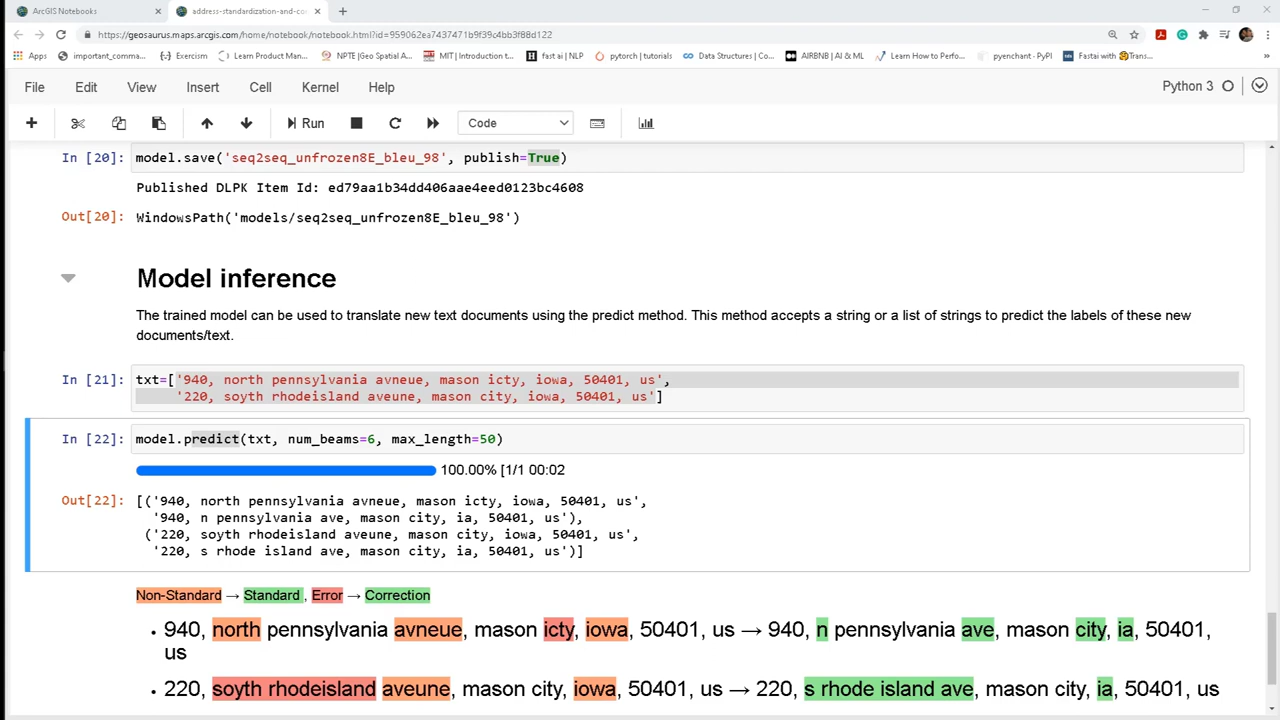 ArcGIS Notebooks
address-standardization-and-co
https://geosaurus.maps.arcgis.com/home/notebook/notebook.html?id=959062ea7437471b9f39c4bb3f88d122
Apps important_comma... Exercism Learn Product Man... NPTE|Geo Spatial A... MIT | Introduction t... fast ai | NLP pytorch | tutorials Data Structures | Co... AIRBNB | AI & ML Learn How to Perfo... pyenchant · PyPI Fastai with 🤗Trans... »
File Edit View Insert Cell Kernel Help Python 3
Run Code
In [20]: model.save('seq2seq_unfrozen8E_bleu_98', publish=True)
Published DLPK Item Id: ed79aa1b34dd406aae4eed0123bc4608
Out[20]: WindowsPath('models/seq2seq_unfrozen8E_bleu_98')
Model inference
The trained model can be used to translate new text documents using the predict method. This method accepts a string or a list of strings to predict the labels of these new
documents/text.
In [21]: txt=['940, north pennsylvania avneue, mason icty, iowa, 50401, us',
'220, soyth rhodeisland aveune, mason city, iowa, 50401, us']
In [22]: model.predict(txt, num_beams=6, max_length=50)
100.00% [1/1 00:02
Out[22]: [('940, north pennsylvania avneue, mason icty, iowa, 50401, us',
'940, n pennsylvania ave, mason city, ia, 50401, us'),
('220, soyth rhodeisland aveune, mason city, iowa, 50401, us',
'220, s rhode island ave, mason city, ia, 50401, us')]
Non-Standard → Standard , Error → Correction
• 940, north pennsylvania avneue, mason icty, iowa, 50401, us → 940, n pennsylvania ave, mason city, ia, 50401,
us
• 220, soyth rhodeisland aveune, mason city, iowa, 50401, us → 220, s rhode island ave, mason city, ia, 50401, us